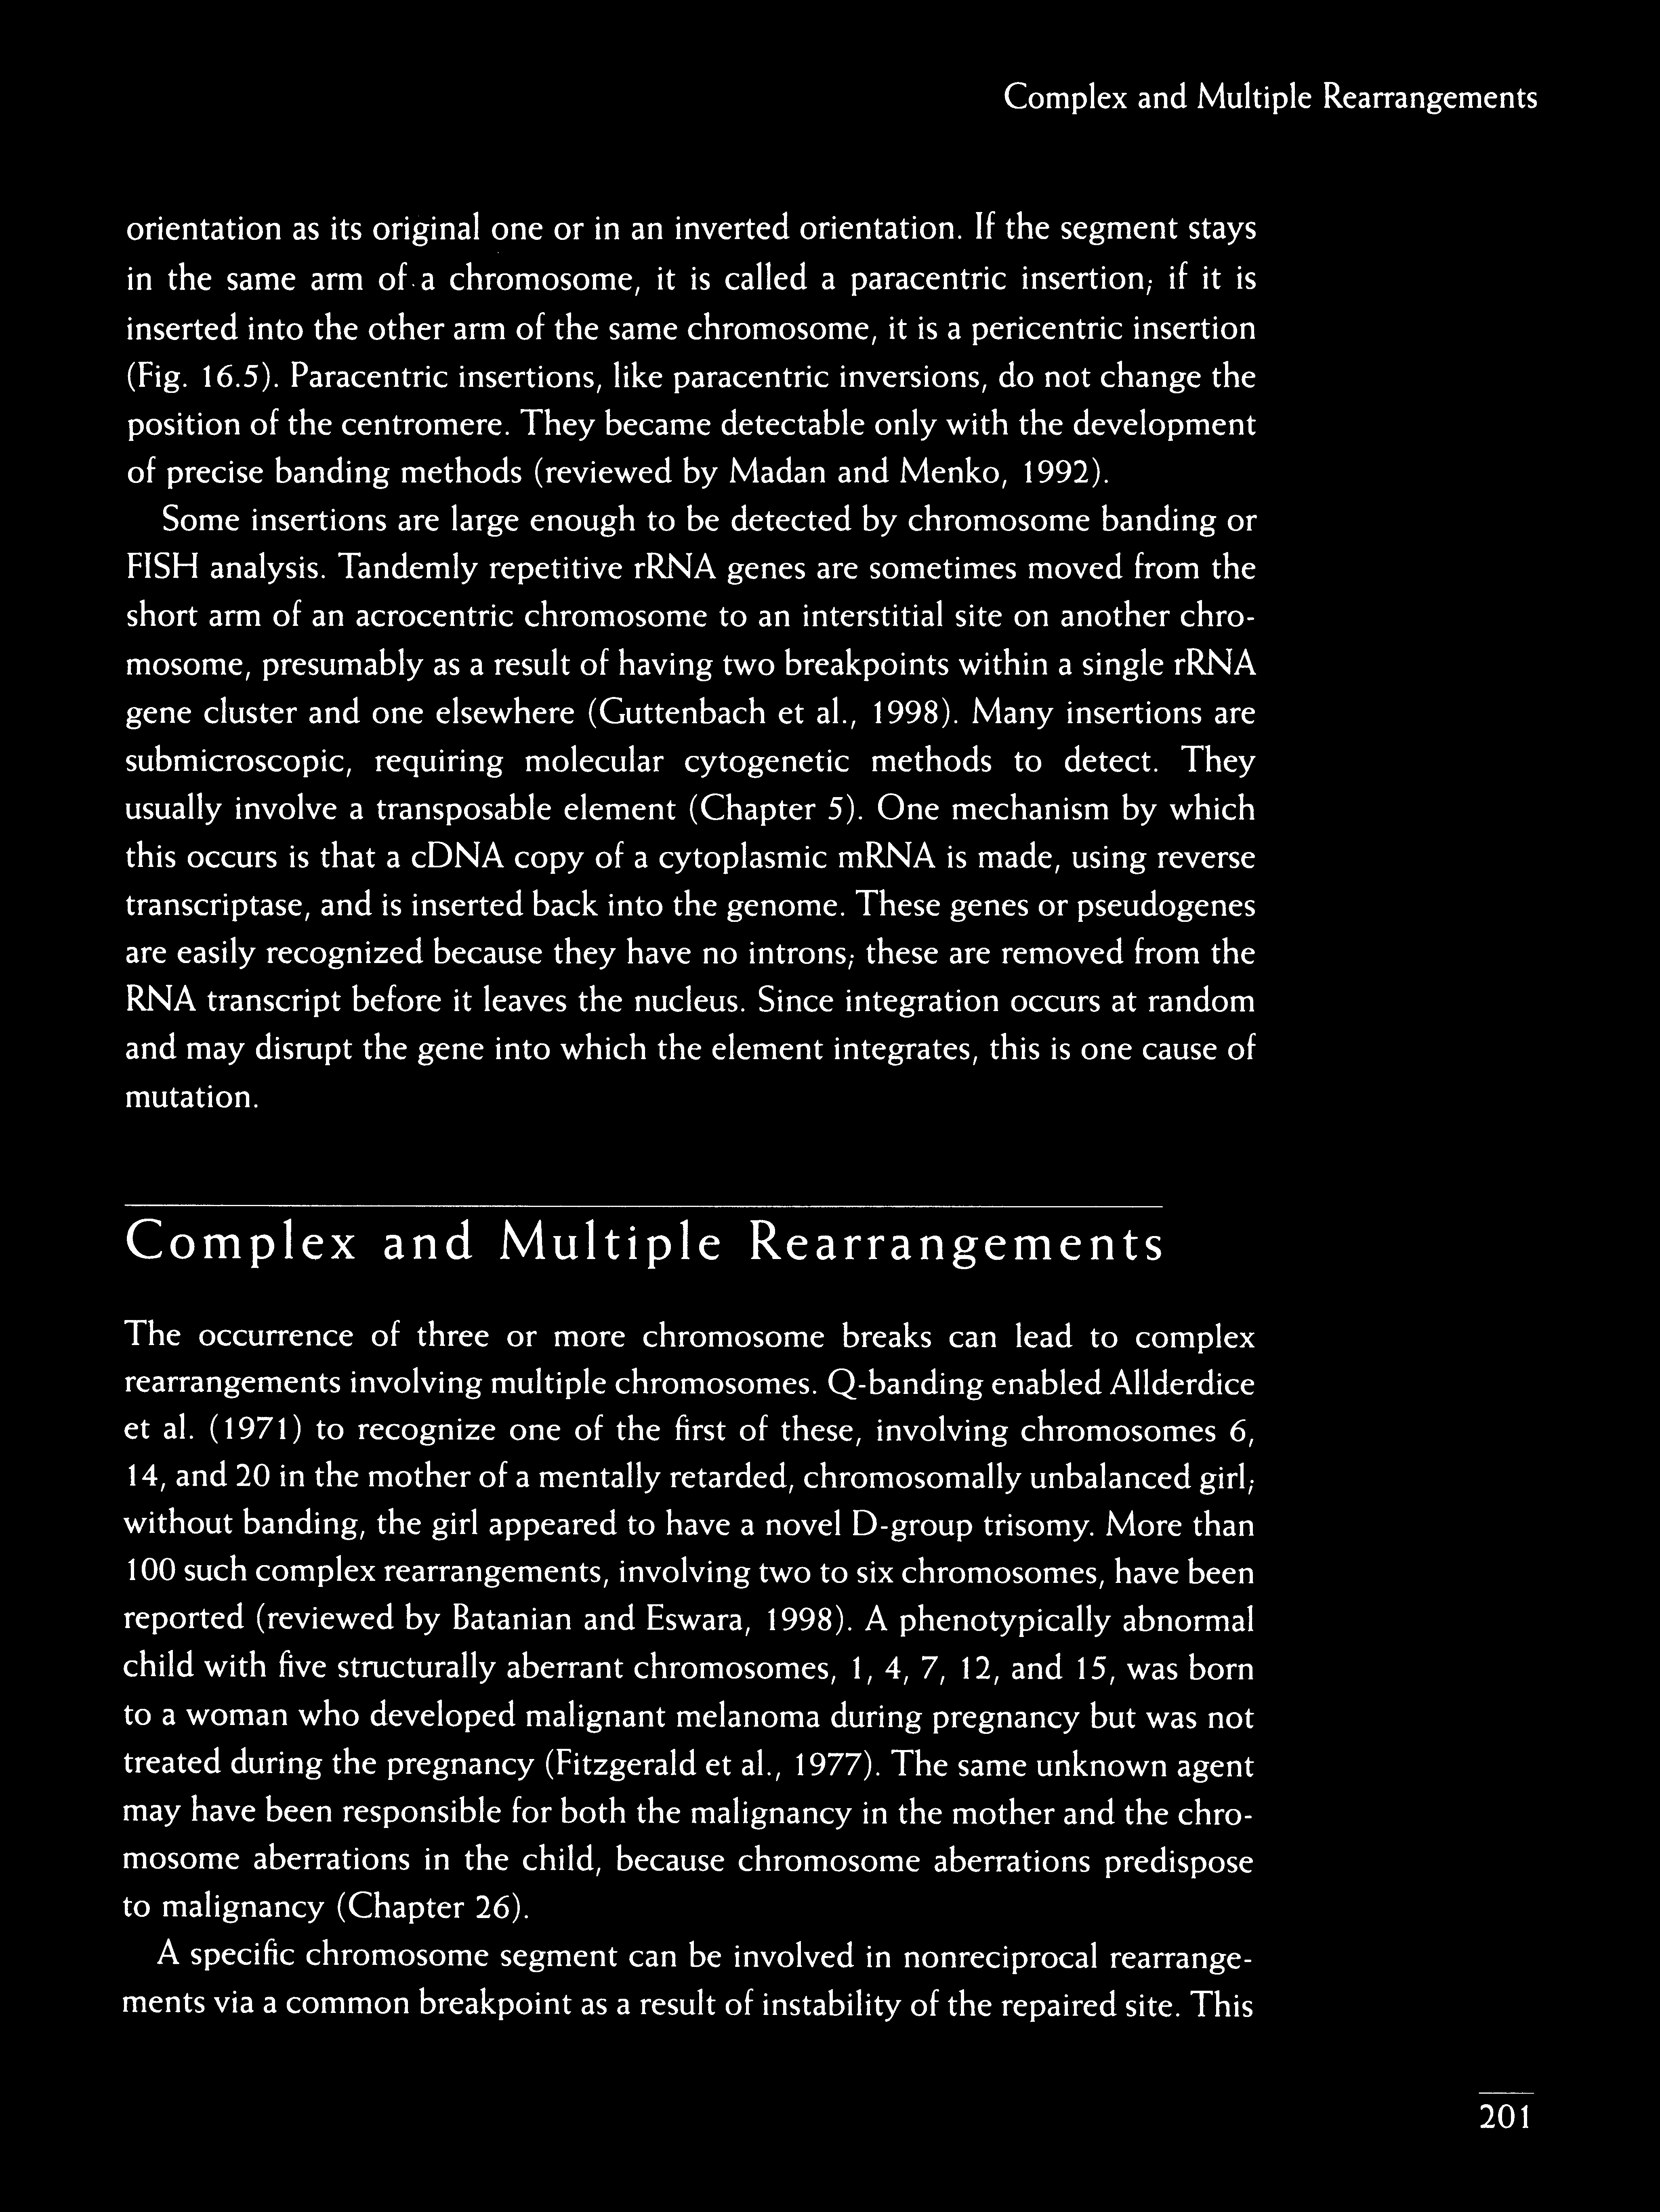 Complex and Multiple Rearrangements
orientation as its original one or in an inverted orientation. If the segment stays
in the same arm of a chromosome, it is called a paracentric insertion; if it is
inserted into the other arm of the same chromosome, it is a pericentric insertion
(Fig. 16.5). Paracentric insertions, like paracentric inversions, do not change the
position of the centromere. They became detectable only with the development
of precise banding methods (reviewed by Madan and Menko, 1992).
Some insertions are large enough to be detected by chromosome banding or
FISH analysis. Tandemly repetitive rRNA genes are sometimes moved from the
short arm of an acrocentric chromosome to an interstitial site on another chro-
mosome, presumably as a result of having two breakpoints within a single rRNA
gene cluster and one elsewhere (Guttenbach et al., 1998). Many insertions are
submicroscopic, requiring molecular cytogenetic methods to detect. They
usually involve a transposable element (Chapter 5). One mechanism by which
this occurs is that a cDNA copy of a cytoplasmic mRNA is made, using reverse
transcriptase, and is inserted back into the genome. These genes or pseudogenes
are easily recognized because they have no introns; these are removed from the
RNA transcript before it leaves the nucleus. Since integration occurs at random
and may disrupt the gene into which the element integrates, this is one cause of
mutation.
Complex and Multiple Rearrangements
The occurrence of three or more chromosome breaks can lead to complex
rearrangements involving multiple chromosomes. Q-banding enabled Allderdice
et al. (1971) to recognize one of the first of these, involving chromosomes 6,
14, and 20 in the mother of a mentally retarded, chromosomally unbalanced girl;
without banding, the girl appeared to have a novel D-group trisomy. More than
100 such complex rearrangements, involving two to six chromosomes, have been
reported (reviewed by Batanian and Eswara, 1998). A phenotypically abnormal
child with five structurally aberrant chromosomes, 1, 4, 7, 12, and 15, was born
to a woman who developed malignant melanoma during pregnancy but was not
treated during the pregnancy (Fitzgerald et al., 1977). The same unknown agent
may have been responsible for both the malignancy in the mother and the chro-
mosome aberrations in the child, because chromosome aberrations predispose
to malignancy (Chapter 26).
A specific chromosome segment can be involved in nonreciprocal rearrange-
ments via a common breakpoint as a result of instability of the repaired site. This
201